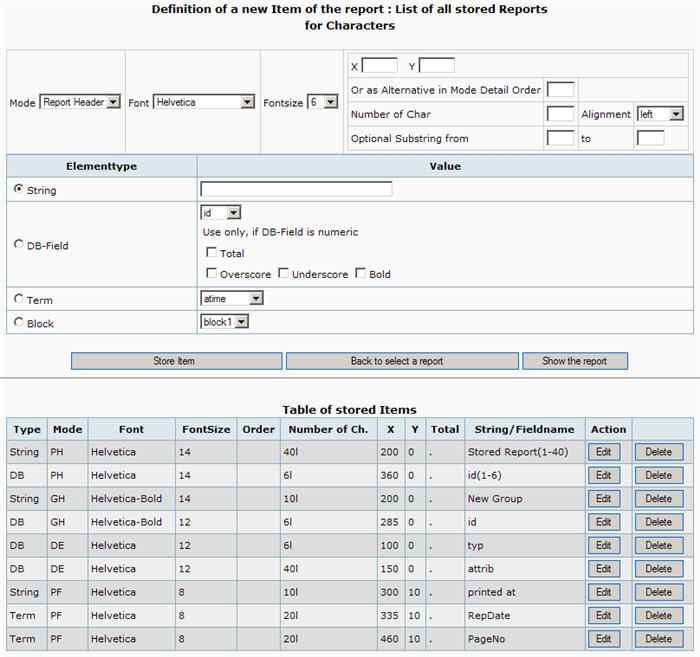 Definition of a new Item of the report : List of all stored Reports
for Characters
X Y
Or as Alternative in Mode Detail Order
Mode Report Header Font Helvetica Fontsize 6
Number of Char Alignment left
Optional Substring from to
Elementtype Value
String
id
Use only, if DB-Field is numeric
DB-Field
Total
Overscore Underscore Bold
Term atime
Block block1
Store Item Back to select a report Show the report
Table of stored Items
Type Mode Font FontSize Order Number of Ch. X Y Total String/Fieldname Action
String PH Helvetica 14 40l 200 0 . Stored Report(1-40) Edit Delete
DB PH Helvetica 14 6l 360 0 . id(1-6) Edit Delete
String GH Helvetica-Bold 14 10l 200 0 . New Group Edit Delete
DB GH Helvetica-Bold 12 6l 285 0 . id Edit Delete
DB DE Helvetica 12 6l 100 0 . typ Edit Delete
DB DE Helvetica 12 40l 150 0 . attrib Edit Delete
String PF Helvetica 8 10l 300 10 . printed at Edit Delete
Term PF Helvetica 8 20l 335 10 . RepDate Edit Delete
Term PF Helvetica 8 20l 460 10 . PageNo Edit Delete